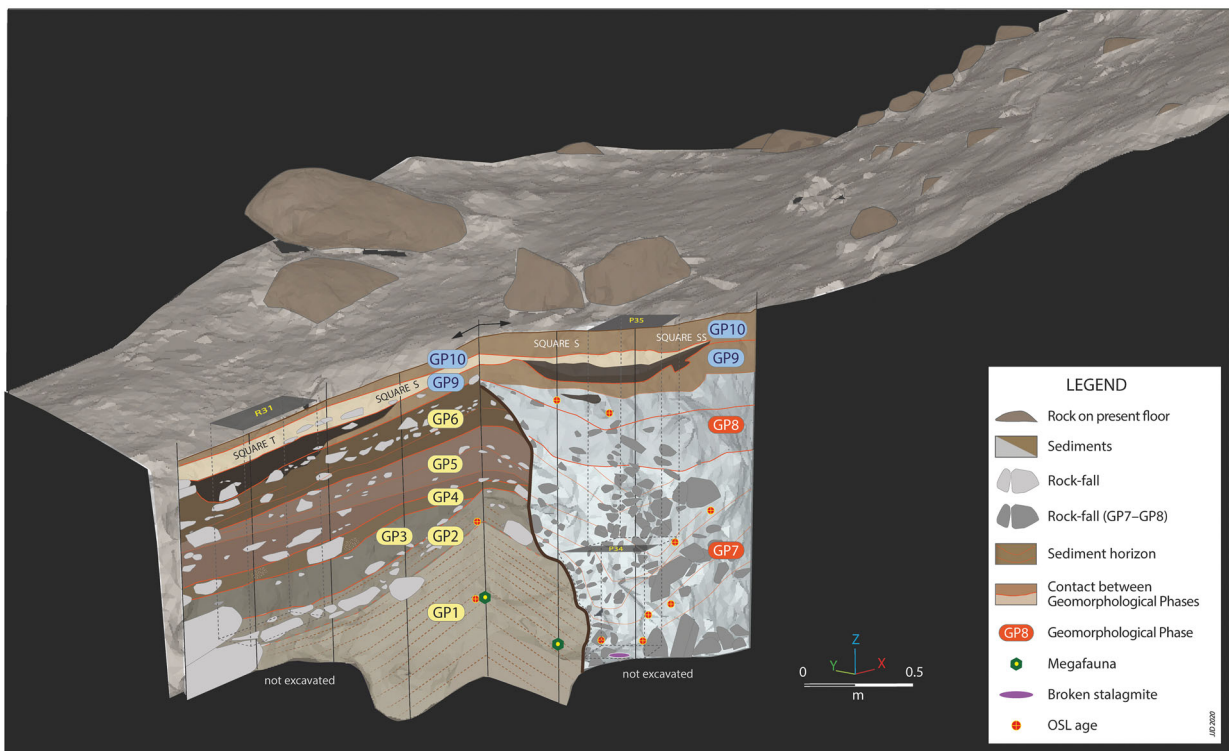 P35
SQUARE S
SQUARE SS
GP10
GP10
GP9
GP9
SQUARE S
R31
GP6
GP8
SQUARE T
GP5
GP4
GP3
GP2
P34
GP7
GP1
not excavated
not excavated
Z
Y
X
0
0.5
m
LEGEND
Rock on present floor
Sediments
Rock-fall
Rock-fall (GP7–GP8)
Sediment horizon
Contact between
Geomorphological Phases
GP8
Geomorphological Phase
Megafauna
Broken stalagmite
OSL age
JJD 2020